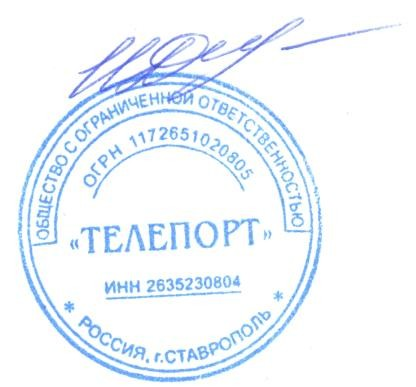 ОБЩЕСТВО С ОГРАНИЧЕННОЙ ОТВЕТСТВЕННОСТЬЮ
ОГРН 1172651020805
«ТЕЛЕПОРТ»
ИНН 2635230804
* РОССИЯ, г.СТАВРОПОЛЬ *